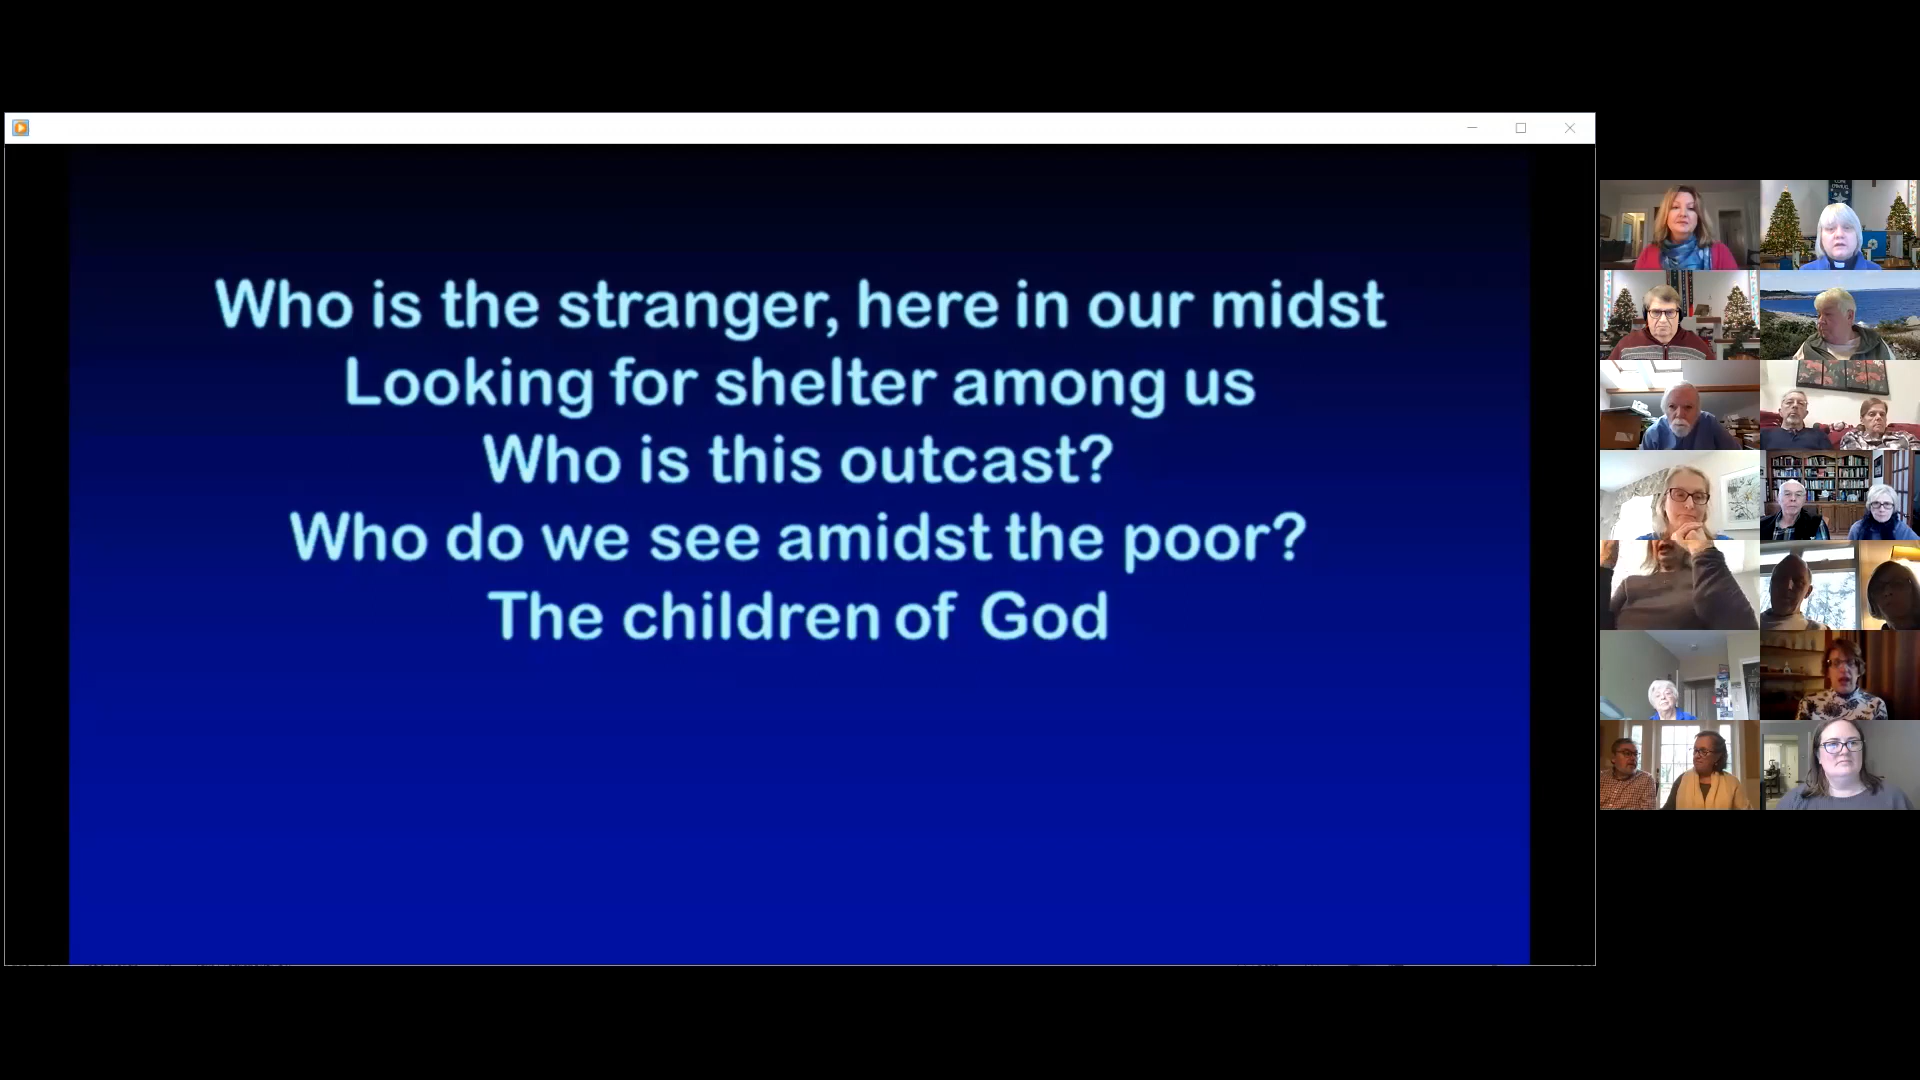 Who is the stranger, here in our midst
Looking for shelter among us
Who is this outcast?
Who do we see amidst the poor?
The children of God